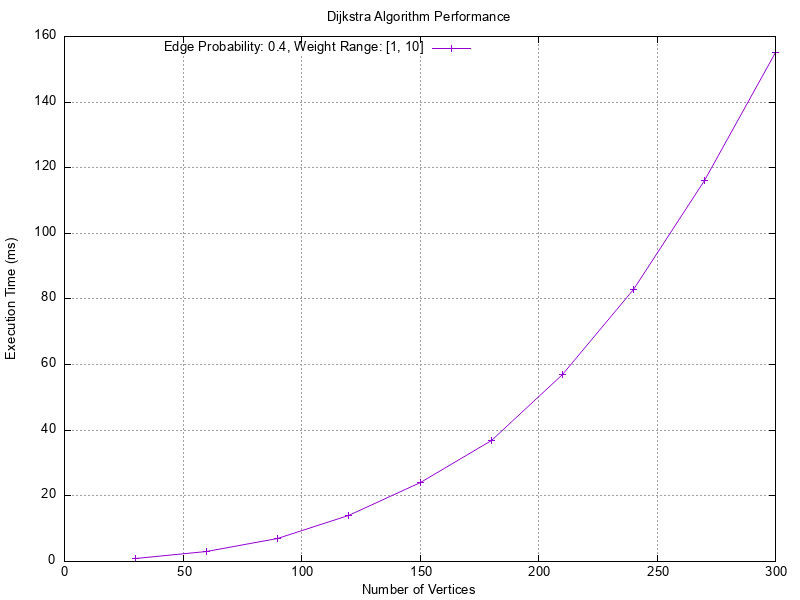 Dijkstra Algorithm Performance
160
Edge Probability: 0.4, Weight Range: [1, 10]
140
120
100
80
60
40
20
0
Execution Time (ms)
0 50 100 150 200 250 300
Number of Vertices